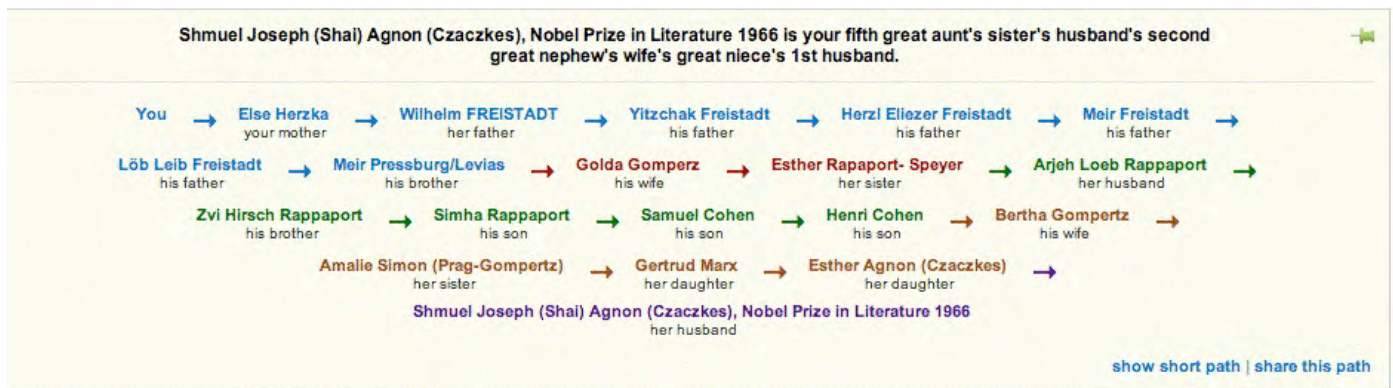 Shmuel Joseph (Shai) Agnon (Czaczkes), Nobel Prize in Literature 1966 is your fifth great aunt's sister's husband's second
great nephew's wife's great niece's 1st husband.
You → Else Herzka → Wilhelm FREISTADT → Yitzchak Freistadt → Herzl Eliezer Freistadt → Meir Freistadt →
your mother her father his father his father his father
Löb Leib Freistadt → Meir Pressburg/Levias → Golda Gomperz → Esther Rapaport- Speyer → Arjeh Loeb Rappaport →
his father his brother his wife her sister her husband
Zvi Hirsch Rappaport → Simha Rappaport → Samuel Cohen → Henri Cohen → Bertha Gompertz →
his brother his son his son his son his wife
Amalie Simon (Prag-Gompertz) → Gertrud Marx → Esther Agnon (Czaczkes) →
her sister her daughter her daughter
Shmuel Joseph (Shai) Agnon (Czaczkes), Nobel Prize in Literature 1966
her husband
show short path | share this path